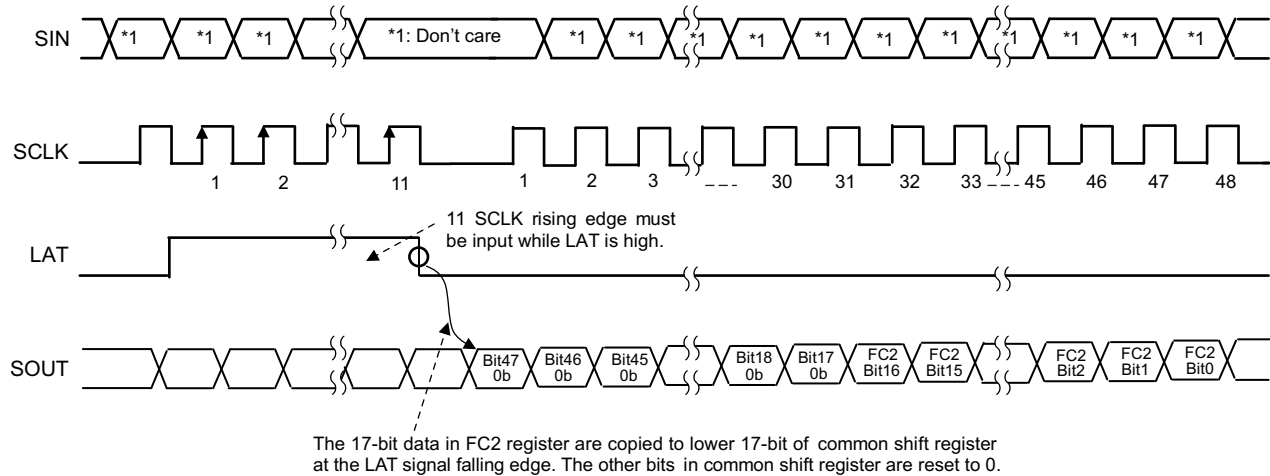 SIN *1 *1 *1 *1: Don't care *1 *1 *1 *1 *1 *1 *1 *1 *1 *1 *1 *1
SCLK
1 2 11 1 2 3 ---- 30 31 32 33 ---- 45 46 47 48
11 SCLK rising edge must
be input while LAT is high.
LAT
SOUT
Bit47 Bit46 Bit45 Bit18 Bit17 FC2 FC2 FC2 FC2 FC2
0b 0b 0b 0b 0b Bit16 Bit15 Bit2 Bit1 Bit0
The 17-bit data in FC2 register are copied to lower 17-bit of common shift register
at the LAT signal falling edge. The other bits in common shift register are reset to 0.